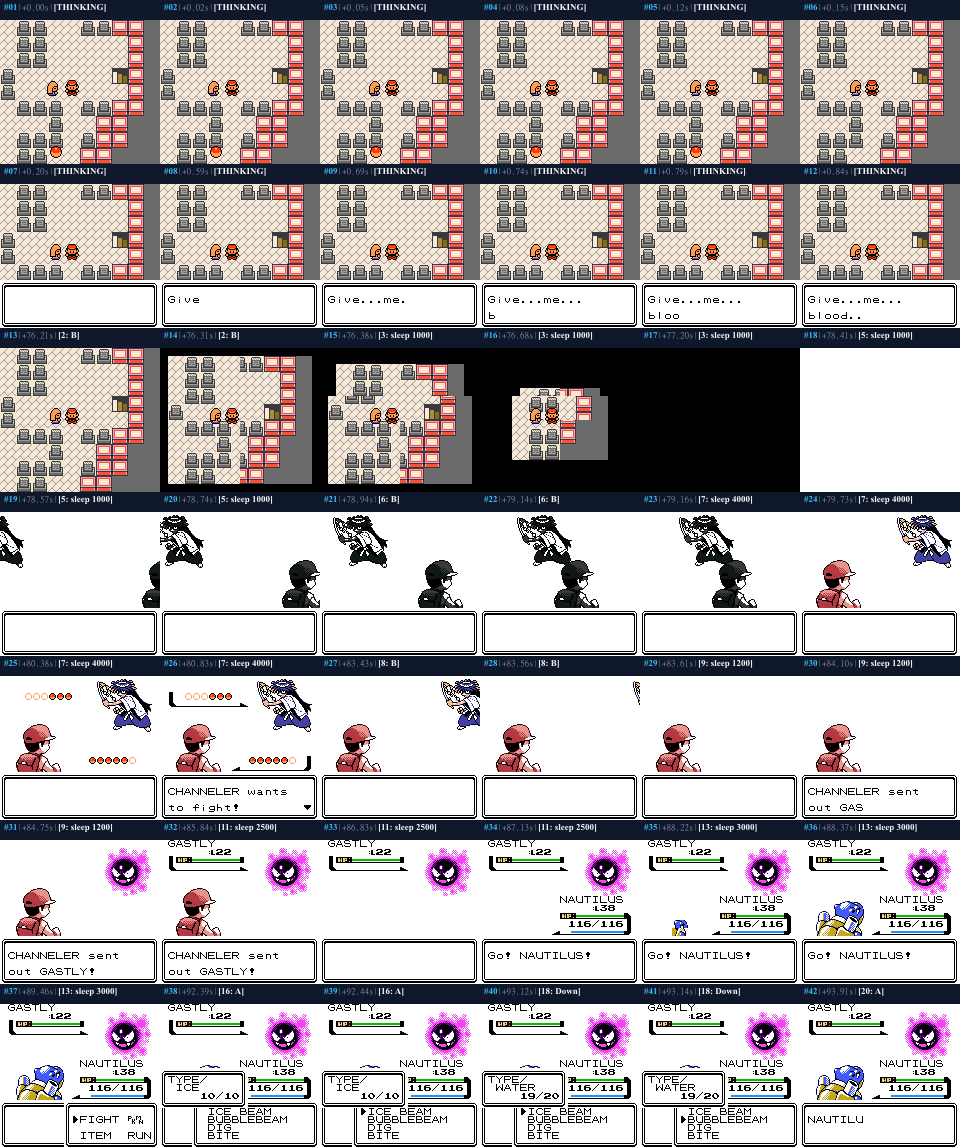 #01|+0.00s|[THINKING]
#02|+0.02s|[THINKING]
#03|+0.05s|[THINKING]
#04|+0.08s|[THINKING]
#05|+0.12s|[THINKING]
#06|+0.15s|[THINKING]
#07|+0.20s|[THINKING]
#08|+0.59s|[THINKING]
#09|+0.69s|[THINKING]
#10|+0.74s|[THINKING]
#11|+0.79s|[THINKING]
#12|+0.84s|[THINKING]
Give
Give...me.
Give...me...
b
Give...me...
bloo
Give...me...
blood..
#13|+76.21s|[2: B]
#14|+76.31s|[2: B]
#15|+76.38s|[3: sleep 1000]
#16|+76.68s|[3: sleep 1000]
#17|+77.20s|[3: sleep 1000]
#18|+78.41s|[5: sleep 1000]
#19|+78.57s|[5: sleep 1000]
#20|+78.74s|[5: sleep 1000]
#21|+78.94s|[6: B]
#22|+79.14s|[6: B]
#23|+79.16s|[7: sleep 4000]
#24|+79.73s|[7: sleep 4000]
#25|+80.38s|[7: sleep 4000]
#26|+80.83s|[7: sleep 4000]
#27|+83.43s|[8: B]
#28|+83.56s|[8: B]
#29|+83.61s|[9: sleep 1200]
#30|+84.10s|[9: sleep 1200]
CHANNELER wants
to fight!
CHANNELER sent
out GAS
#31|+84.75s|[9: sleep 1200]
#32|+85.84s|[11: sleep 2500]
#33|+86.83s|[11: sleep 2500]
#34|+87.13s|[11: sleep 2500]
#35|+88.22s|[13: sleep 3000]
#36|+88.37s|[13: sleep 3000]
CHANNELER sent
out GASTLY!
GASTLY
:L22
HP:
CHANNELER sent
out GASTLY!
GASTLY
:L22
HP:
GASTLY
:L22
HP:
NAUTILUS
:L38
HP:
116/116
Go! NAUTILUS!
GASTLY
:L22
HP:
NAUTILUS
:L38
HP:
116/116
Go! NAUTILUS!
GASTLY
:L22
HP:
NAUTILUS
:L38
HP:
116/116
Go! NAUTILUS!
#37|+89.46s|[13: sleep 3000]
#38|+92.39s|[16: A]
#39|+92.44s|[16: A]
#40|+93.12s|[18: Down]
#41|+93.14s|[18: Down]
#42|+93.91s|[20: A]
GASTLY
:L22
HP:
NAUTILUS
:L38
HP:
116/116
FIGHT PKMN
ITEM RUN
GASTLY
:L22
HP:
NAUTILUS
:L38
TYPE/
ICE
10/10
116/116
ICE BEAM
BUBBLEBEAM
DIG
BITE
GASTLY
:L22
HP:
NAUTILUS
:L38
TYPE/
ICE
10/10
116/116
ICE BEAM
BUBBLEBEAM
DIG
BITE
GASTLY
:L22
HP:
NAUTILUS
:L38
TYPE/
WATER
19/20
116/116
ICE BEAM
BUBBLEBEAM
DIG
BITE
GASTLY
:L22
HP:
NAUTILUS
:L38
TYPE/
WATER
19/20
116/116
ICE BEAM
BUBBLEBEAM
DIG
BITE
GASTLY
:L22
HP:
NAUTILUS
:L38
HP:
116/116
NAUTILU